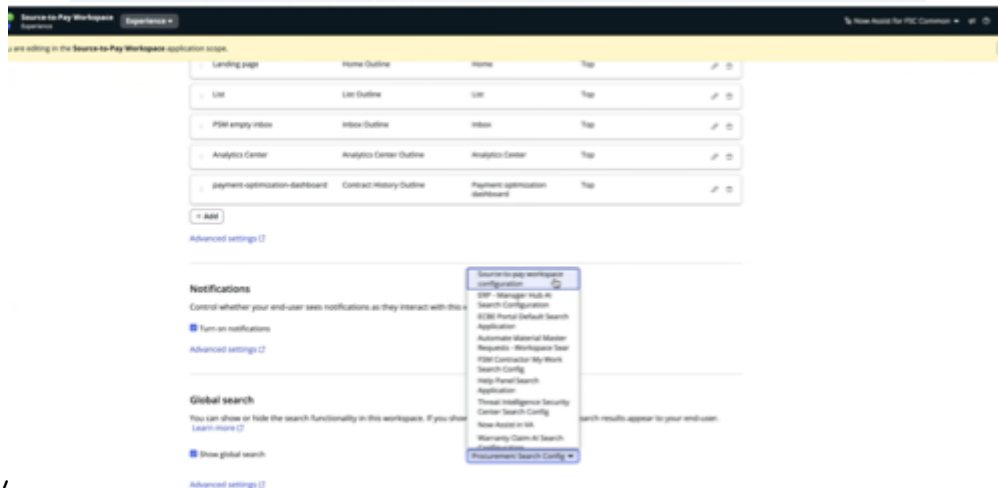 Source-to-Pay Workspace
Experience
Experience
Now Assist for PSC Common
u are editing in the Source-to-Pay Workspace application scope.
Landing page Home Outline Home Top
List List Outline List Top
PSM empty inbox Inbox Outline Inbox Top
Analytics Center Analytics Center Outline Analytics Center Top
payment-optimization-dashboard Contract History Outline Payment optimization dashboard Top
+ Add
Advanced settings
Notifications
Control whether your end-user sees notifications as they interact with this
Turn on notifications
Advanced settings
Source-to-pay workspace
configuration
ERP - Manager Hub AI
Search Configuration
ECBE Portal Default Search
Application
Automate Material Master
Requests - Workspace Sear
FSM Contractor My Work
Search Config
Help Panel Search
Application
Threat Intelligence Security
Center Search Config
Now Assist in VA
Warranty Claim AI Search
Configuration
Procurement Search Config
Global search
You can show or hide the search functionality in this workspace. If you show
arch results appear to your end-user.
Learn more
Show global search
Advanced settings